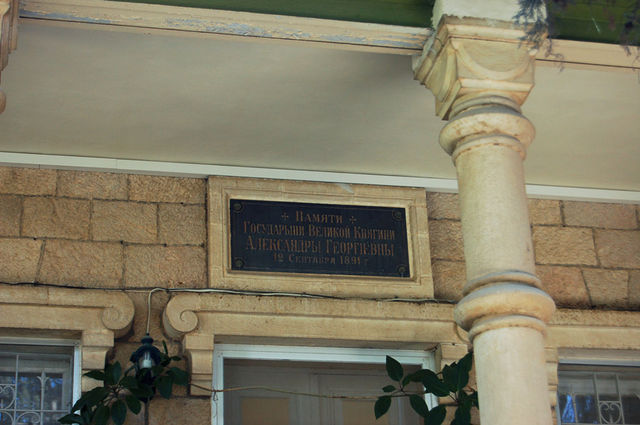 ✢ Памяти ✢
Государыни Великой Княгини
Александры Георгіевны
12 Сентября 1891 г